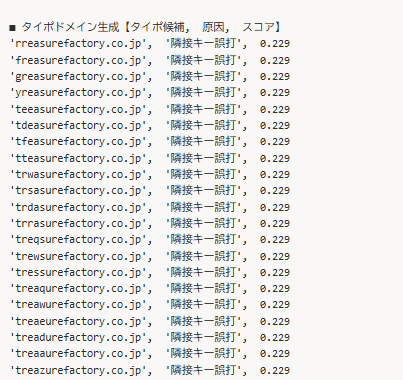 ■ タイポドメイン生成【タイポ候補, 原因, スコア】
'rreasurefactory.co.jp', '隣接キー誤打', 0.229
'freasurefactory.co.jp', '隣接キー誤打', 0.229
'greasurefactory.co.jp', '隣接キー誤打', 0.229
'yreasurefactory.co.jp', '隣接キー誤打', 0.229
'teeasurefactory.co.jp', '隣接キー誤打', 0.229
'tdeasurefactory.co.jp', '隣接キー誤打', 0.229
'tfeasurefactory.co.jp', '隣接キー誤打', 0.229
'tteasurefactory.co.jp', '隣接キー誤打', 0.229
'trwasurefactory.co.jp', '隣接キー誤打', 0.229
'trsasurefactory.co.jp', '隣接キー誤打', 0.229
'trdasurefactory.co.jp', '隣接キー誤打', 0.229
'trrasurefactory.co.jp', '隣接キー誤打', 0.229
'treqsurefactory.co.jp', '隣接キー誤打', 0.229
'trewsurefactory.co.jp', '隣接キー誤打', 0.229
'tressurefactory.co.jp', '隣接キー誤打', 0.229
'treaqurefactory.co.jp', '隣接キー誤打', 0.229
'treawurefactory.co.jp', '隣接キー誤打', 0.229
'treaeurefactory.co.jp', '隣接キー誤打', 0.229
'treadurefactory.co.jp', '隣接キー誤打', 0.229
'treaaurefactory.co.jp', '隣接キー誤打', 0.229
'treazurefactory.co.jp', '隣接キー誤打', 0.229